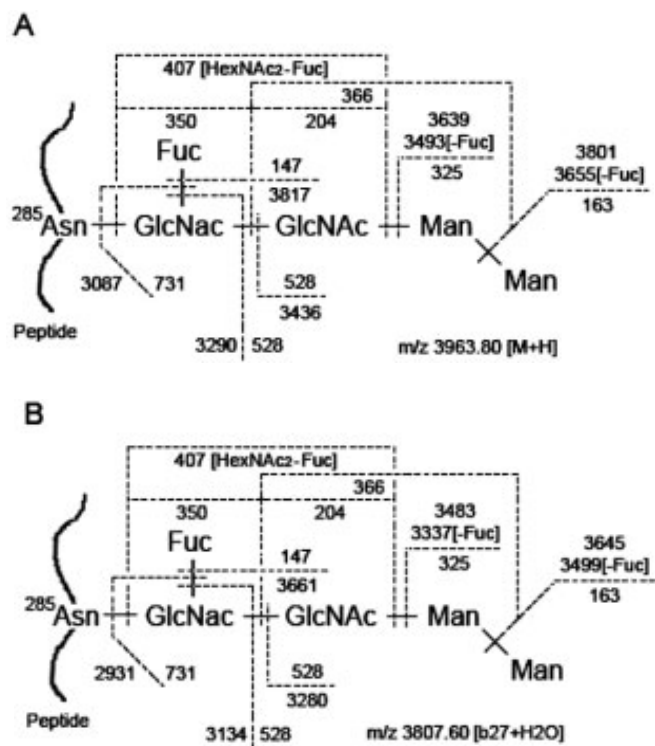 A
407 [HexNAc2-Fuc]
366
350 204
3639
3493[-Fuc]
325
3801
3655[-Fuc]
163
Fuc
147
3817
285Asn GlcNac GlcNAc Man
Man
3087 731
528
3436
Peptide
3290 528
m/z 3963.80 [M+H]
B
407 [HexNAc2-Fuc]
366
350 204
3483
3337[-Fuc]
325
3645
3499[-Fuc]
163
Fuc
147
3661
285Asn GlcNac GlcNAc Man
Man
2931 731
528
3280
Peptide
3134 528
m/z 3807.60 [b27+H2O]